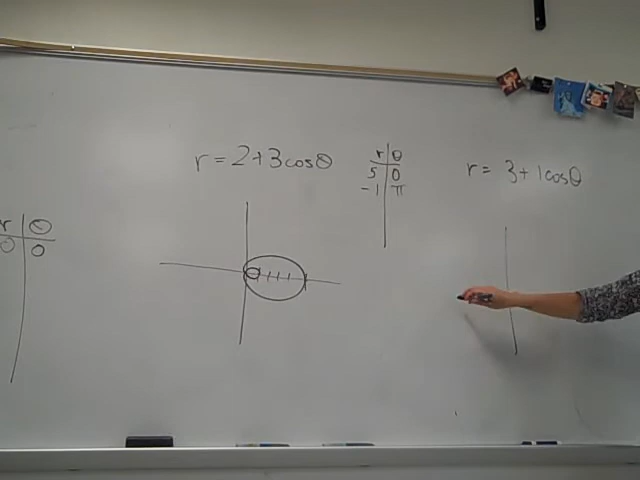 r = 2+3cosθ
r θ
5 0
-1 π
r = 3+1cosθ
r θ
0 0